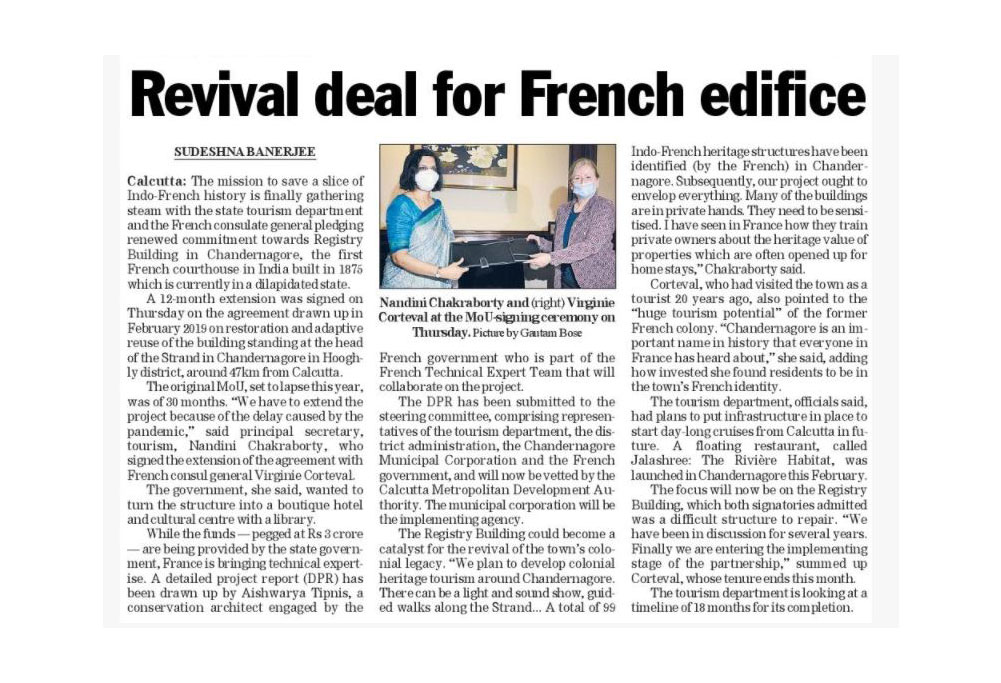 Revival deal for French edifice
SUDESHNA BANERJEE
Calcutta: The mission to save a slice of
Indo-French history is finally gathering
steam with the state tourism department
and the French consulate general pledging
renewed commitment towards Registry
Building in Chandernagore, the first
French courthouse in India built in 1875
which is currently in a dilapidated state.
A 12-month extension was signed on
Thursday on the agreement drawn up in
February 2019 on restoration and adaptive
reuse of the building standing at the head
of the Strand in Chandernagore in Hoogh-
ly district, around 47km from Calcutta.
The original MoU, set to lapse this year,
was of 30 months. “We have to extend the
project because of the delay caused by the
pandemic,” said principal secretary,
tourism, Nandini Chakraborty, who
signed the extension of the agreement with
French consul general Virginie Corteval.
The government, she said, wanted to
turn the structure into a boutique hotel
and cultural centre with a library.
While the funds — pegged at Rs 3 crore
— are being provided by the state govern-
ment, France is bringing technical expert-
ise. A detailed project report (DPR) has
been drawn up by Aishwarya Tipnis, a
conservation architect engaged by the
Nandini Chakraborty and (right) Virginie
Corteval at the MoU-signing ceremony on
Thursday. Picture by Gautam Bose
French government who is part of the
French Technical Expert Team that will
collaborate on the project.
The DPR has been submitted to the
steering committee, comprising represen-
tatives of the tourism department, the dis-
trict administration, the Chandernagore
Municipal Corporation and the French
government, and will now be vetted by the
Calcutta Metropolitan Development Au-
thority. The municipal corporation will be
the implementing agency.
The Registry Building could become a
catalyst for the revival of the town’s colo-
nial legacy. “We plan to develop colonial
heritage tourism around Chandernagore.
There can be a light and sound show, guid-
ed walks along the Strand... A total of 99
Indo-French heritage structures have been
identified (by the French) in Chander-
nagore. Subsequently, our project ought to
envelop everything. Many of the buildings
are in private hands. They need to be sensi-
tised. I have seen in France how they train
private owners about the heritage value of
properties which are often opened up for
home stays,” Chakraborty said.
Corteval, who had visited the town as a
tourist 20 years ago, also pointed to the
“huge tourism potential” of the former
French colony. “Chandernagore is an im-
portant name in history that everyone in
France has heard about,” she said, adding
how invested she found residents to be in
the town’s French identity.
The tourism department, officials said,
had plans to put infrastructure in place to
start day-long cruises from Calcutta in fu-
ture. A floating restaurant, called
Jalashree: The Rivière Habitat, was
launched in Chandernagore this February.
The focus will now be on the Registry
Building, which both signatories admitted
was a difficult structure to repair. “We
have been in discussion for several years.
Finally we are entering the implementing
stage of the partnership,” summed up
Corteval, whose tenure ends this month.
The tourism department is looking at a
timeline of 18 months for its completion.